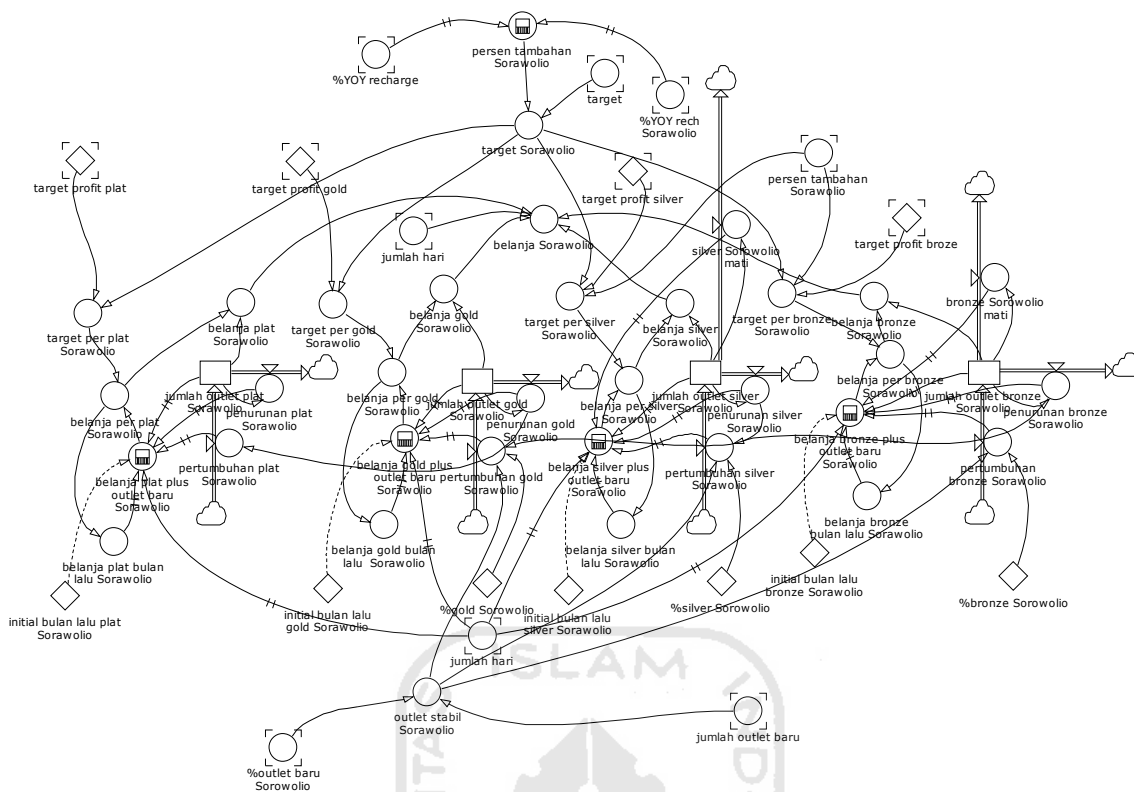 persen tambahan
Sorawolio
%YOY recharge
target
%YOY rech
Sorawolio
target Sorawolio
target profit plat
target profit gold
target profit silver
persen tambahan
Sorawolio
jumlah hari
belanja Sorawolio
silver Sorowolio
mati
target profit broze
target per plat
Sorawolio
belanja plat
Sorawolio
target per gold
Sorawolio
belanja gold
Sorawolio
target per silver
Sorawolio
belanja silver
Sorawolio
target per bronze
Sorawolio
belanja bronze
Sorawolio
bronze Sorowolio
mati
jumlah outlet plat
Sorawolio
penurunan plat
Sorawolio
belanja per plat
Sorawolio
belanja per gold
Sorawolio
jumlah outlet gold
Sorawolio
penurunan gold
Sorawolio
belanja per silver
Sorawolio
jumlah outlet silver
Sorawolio
penurunan silver
Sorawolio
belanja per bronze
Sorawolio
jumlah outlet bronze
Sorawolio
penurunan bronze
Sorawolio
belanja plat plus
outlet baru
Sorawolio
pertumbuhan plat
Sorawolio
belanja gold plus
outlet baru
Sorawolio
pertumbuhan gold
Sorawolio
belanja silver plus
outlet baru
Sorawolio
pertumbuhan silver
Sorawolio
belanja bronze plus
outlet baru
Sorawolio
pertumbuhan
bronze Sorawolio
belanja plat bulan
lalu Sorawolio
belanja gold bulan
lalu Sorawolio
belanja silver bulan
lalu Sorawolio
belanja bronze
bulan lalu Sorawolio
initial bulan lalu plat
Sorawolio
initial bulan lalu
gold Sorawolio
%gold Sorowolio
initial bulan lalu
silver Sorawolio
%silver Sorowolio
initial bulan lalu
bronze Sorawolio
%bronze Sorowolio
jumlah hari
outlet stabil
Sorawolio
jumlah outlet baru
%outlet baru
Sorowolio
ISLAM